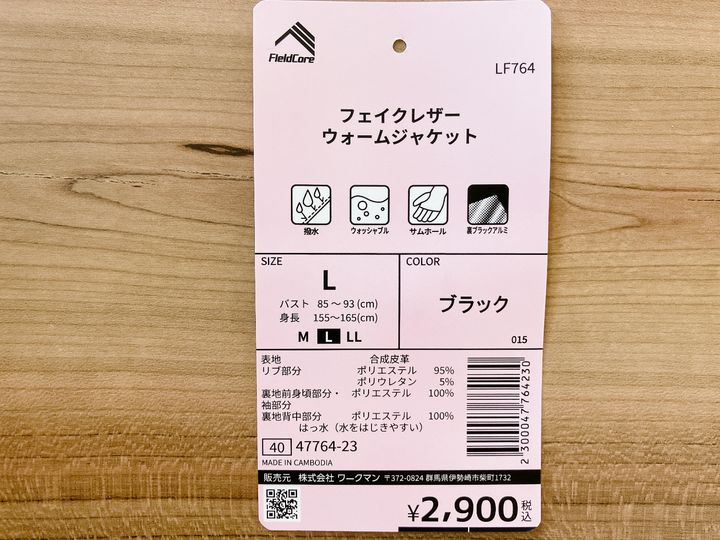 FieldCore
LF764
フェイクレザー
ウォームジャケット
撥水 ウォッシャブル サムホール 裏ブラックアルミ
SIZE
L
バスト 85～93(cm)
身長 155～165(cm)
M L LL
COLOR
ブラック
015
表地 合成皮革
リブ部分 ポリエステル 95%
ポリウレタン 5%
裏地前身頃部分・ ポリエステル 100%
袖部分
裏地背中部分 ポリエステル 100%
はっ水（水をはじきやすい）
40 47764-23
MADE IN CAMBODIA
2 300047 764230
販売元 株式会社 ワークマン 〒372-0824 群馬県伊勢崎市柴町1732
¥2,900税込